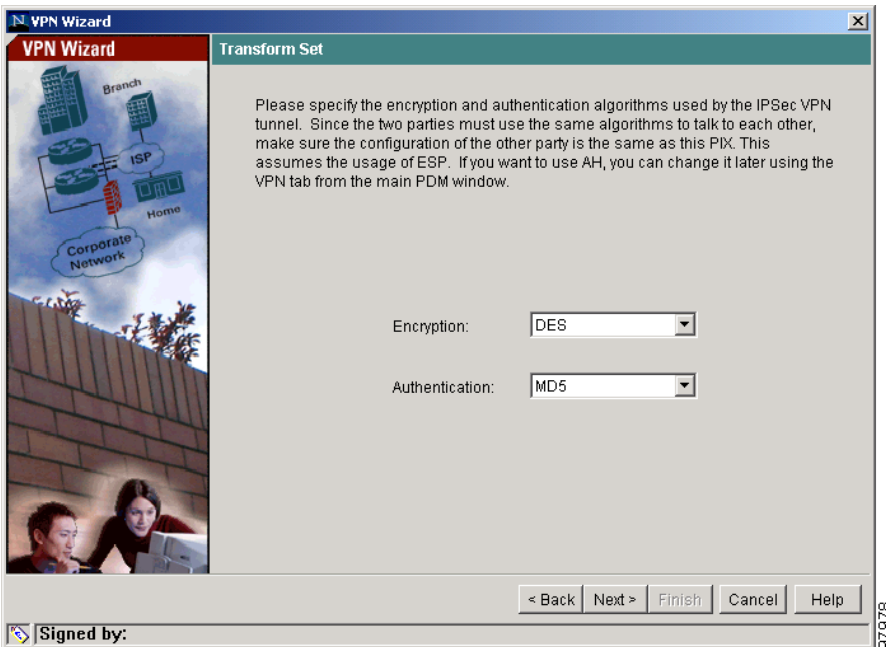 VPN Wizard
VPN Wizard
Transform Set
Branch
ISP
Home
Corporate
Network
Please specify the encryption and authentication algorithms used by the IPSec VPN
tunnel. Since the two parties must use the same algorithms to talk to each other,
make sure the configuration of the other party is the same as this PIX. This
assumes the usage of ESP. If you want to use AH, you can change it later using the
VPN tab from the main PDM window.
Encryption: DES
Authentication: MD5
< Back Next > Finish Cancel Help
Signed by:
97978